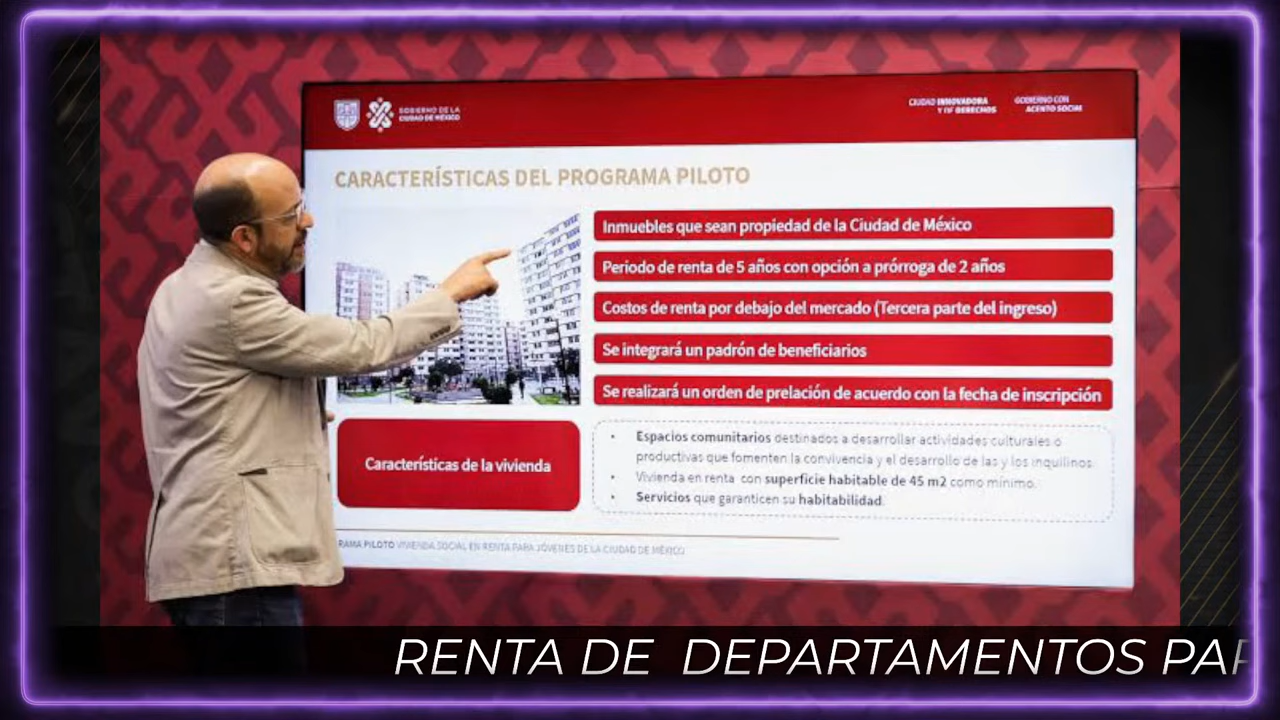 GOBIERNO DE LA
CIUDAD DE MÉXICO
CIUDAD INNOVADORA
Y DE DERECHOS
GOBIERNO CON
ACENTO SOCIAL
CARACTERÍSTICAS DEL PROGRAMA PILOTO
Inmuebles que sean propiedad de la Ciudad de México
Periodo de renta de 5 años con opción a prórroga de 2 años
Costos de renta por debajo del mercado (Tercera parte del ingreso)
Se integrará un padrón de beneficiarios
Se realizará un orden de prelación de acuerdo con la fecha de inscripción
Características de la vivienda
• Espacios comunitarios destinados a desarrollar actividades culturales o
productivas que fomenten la convivencia y el desarrollo de las y los inquilinos.
• Vivienda en renta con superficie habitable de 45 m2 como mínimo.
• Servicios que garanticen su habitabilidad.
RAMA PILOTO VIVIENDA SOCIAL EN RENTA PARA JÓVENES DE LA CIUDAD DE MÉXICO
RENTA DE DEPARTAMENTOS PAR